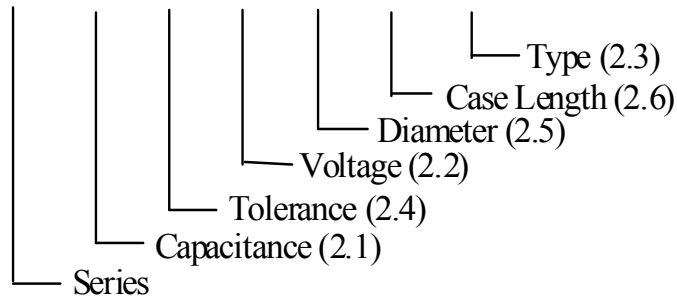 Type (2.3)
Case Length (2.6)
Diameter (2.5)
Voltage (2.2)
Tolerance (2.4)
Capacitance (2.1)
Series